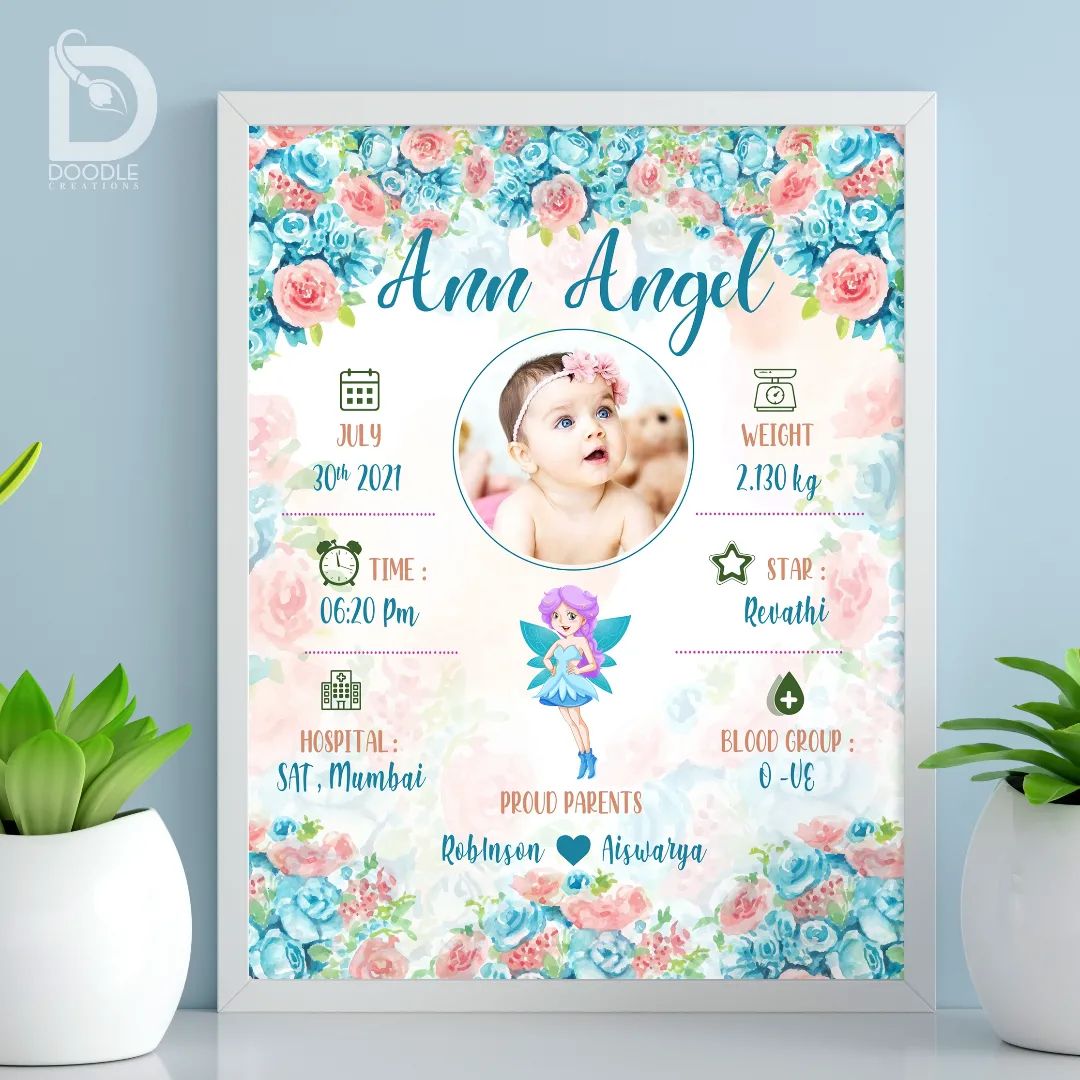 DOODLE
CREATIONS
Ann Angel
JULY
30th 2021
WEIGHT
2.130 kg
TIME :
06:20 Pm
STAR :
Revathi
HOSPITAL :
SAT , Mumbai
BLOOD GROUP :
O -VE
PROUD PARENTS
RobInson Aiswarya